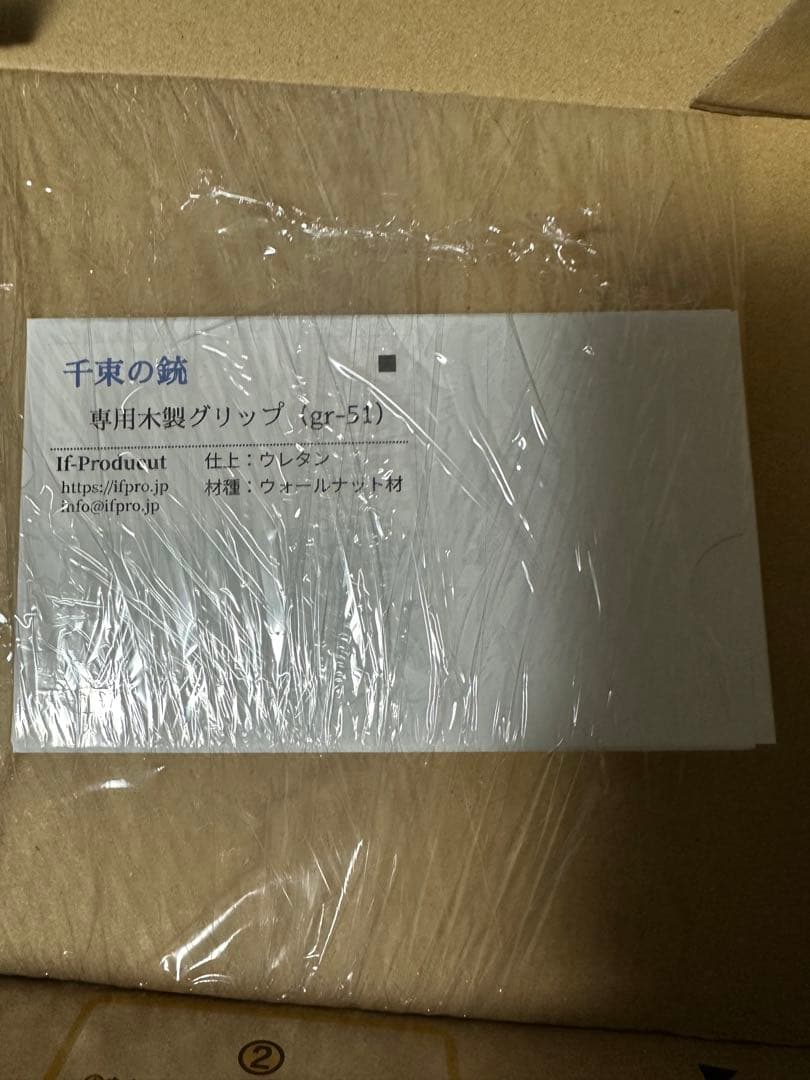 千束の銃
専用木製グリップ（gr-51）
If-Producut
仕上：ウレタン
https://ifpro.jp
材種：ウォールナット材
info@ifpro.jp
②